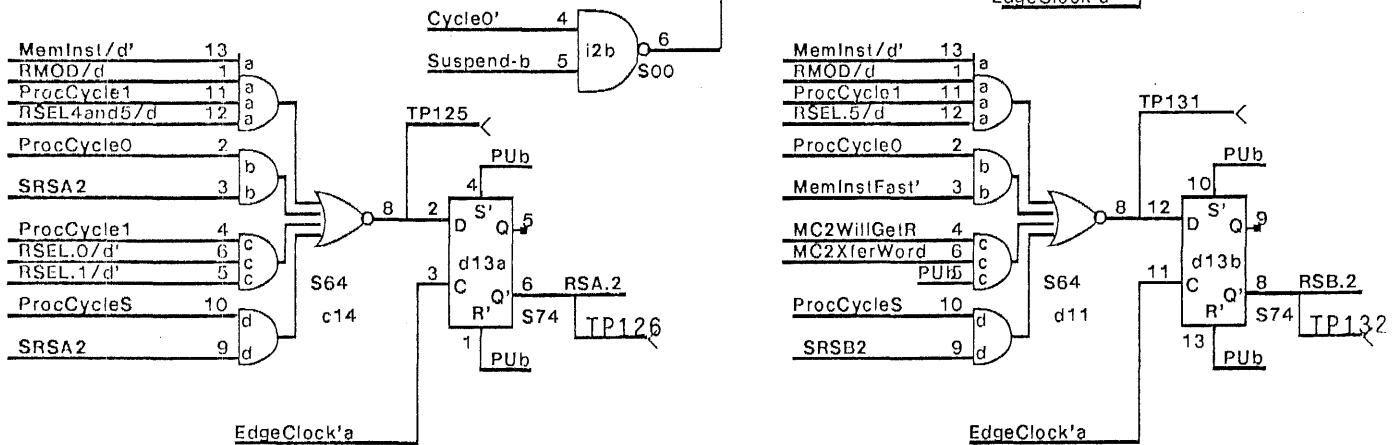 Cycle0' 4
i2b 6
Suspend-b 5
S00
EdgeClock'a
MemInst/d' 13 a
RMOD/d 1 a
ProcCycle1 11 a
RSEL4and5/d 12 a
ProcCycle0 2 b
SRSA2 3 b
ProcCycle1 4 c
RSEL.0/d' 6 c
RSEL.1/d' 5 c
ProcCycleS 10 d
SRSA2 9 d
S64
c14
8
TP125
PUb
4
2 D S' Q 5
d13a
3 C Q' 6 RSA.2
R' S74
TP126
1
PUb
EdgeClock'a
MemInst/d' 13 a
RMOD/d 1 a
ProcCycle1 11 a
RSEL.5/d 12 a
ProcCycle0 2 b
MemInstFast' 3 b
MC2WillGetR 4 c
MC2XferWord 6 c
PUb 5 c
ProcCycleS 10 d
SRSB2 9 d
S64
d11
8
TP131
PUb
10
12 D S' Q 9
d13b
11 C Q' 8 RSB.2
R' S74
TP132
13
PUb
EdgeClock'a